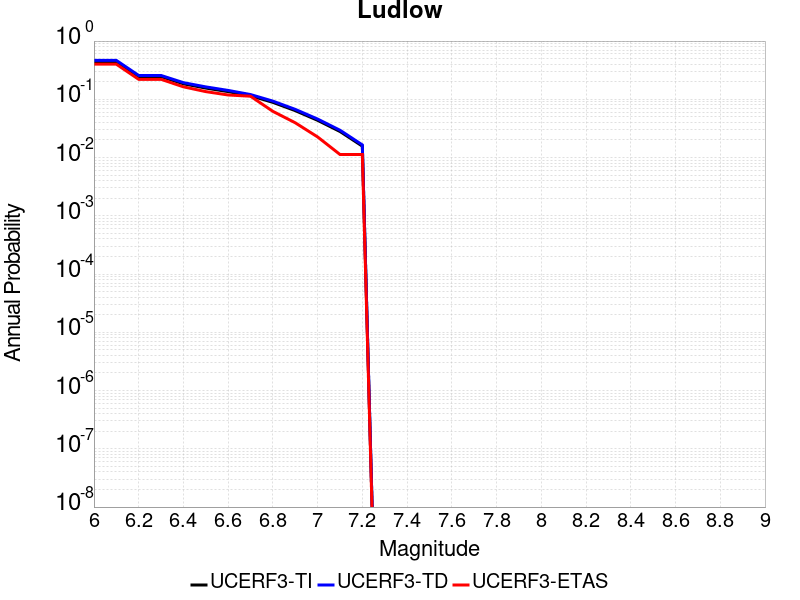 Ludlow
10^0
10^-1
10^-2
10^-3
10^-4
10^-5
10^-6
10^-7
10^-8
Annual Probability
6 6.2 6.4 6.6 6.8 7 7.2 7.4 7.6 7.8 8 8.2 8.4 8.6 8.8 9
Magnitude
UCERF3-TI UCERF3-TD UCERF3-ETAS